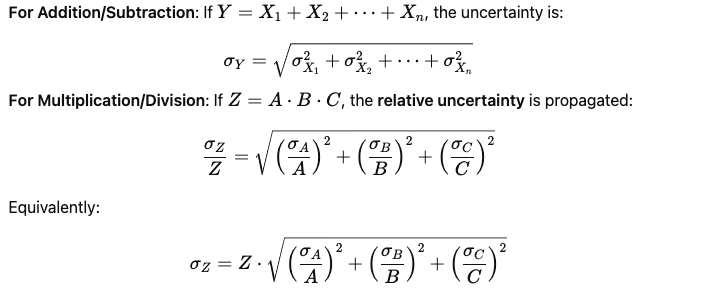 For Addition/Subtraction: If $Y = X_1 + X_2 + \cdots + X_n$, the uncertainty is:
$\sigma_Y = \sqrt{\sigma_{X_1}^2 + \sigma_{X_2}^2 + \cdots + \sigma_{X_n}^2}$
For Multiplication/Division: If $Z = A \cdot B \cdot C$, the relative uncertainty is propagated:
$\frac{\sigma_Z}{Z} = \sqrt{\left(\frac{\sigma_A}{A}\right)^2 + \left(\frac{\sigma_B}{B}\right)^2 + \left(\frac{\sigma_C}{C}\right)^2}$
Equivalently:
$\sigma_Z = Z \cdot \sqrt{\left(\frac{\sigma_A}{A}\right)^2 + \left(\frac{\sigma_B}{B}\right)^2 + \left(\frac{\sigma_C}{C}\right)^2}$